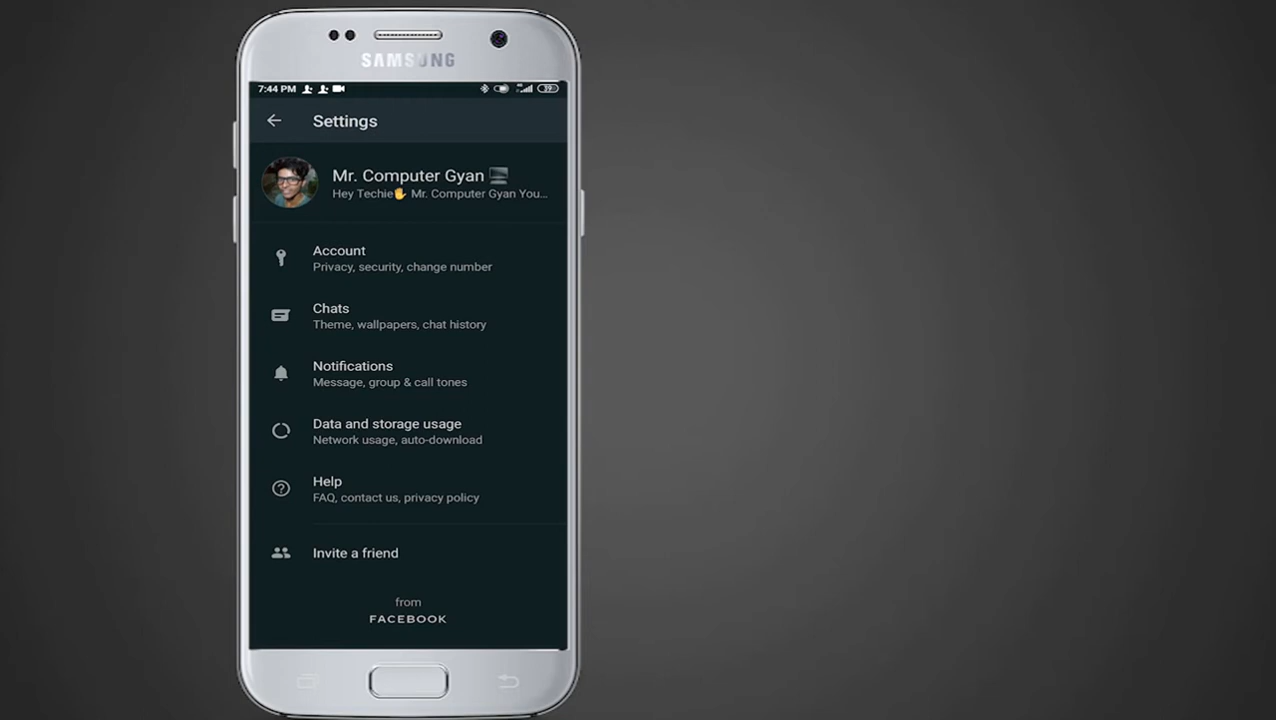 SAMSUNG
7:44 PM
Settings
Mr. Computer Gyan
Hey Techie✋ Mr. Computer Gyan You...
Account
Privacy, security, change number
Chats
Theme, wallpapers, chat history
Notifications
Message, group & call tones
Data and storage usage
Network usage, auto-download
Help
FAQ, contact us, privacy policy
Invite a friend
from
FACEBOOK